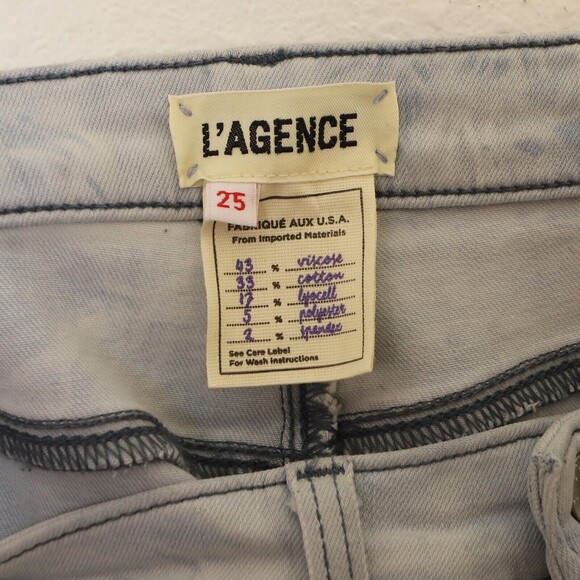 L'AGENCE
25
FABRIQUÉ AUX U.S.A.
From Imported Materials
43 % viscose
33 % cotton
17 % lyocell
5 % polyester
2 % spandex
See Care Label
For Wash Instructions